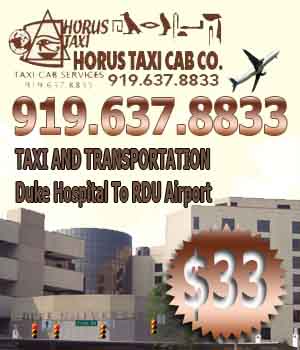 HORUS
TAXI
TAXI CAB SERVICES
919.637.8833
HORUS TAXI CAB CO.
919.637.8833
919.637.8833
TAXI AND TRANSPORTATION
Duke Hospital To RDU Airport
$33